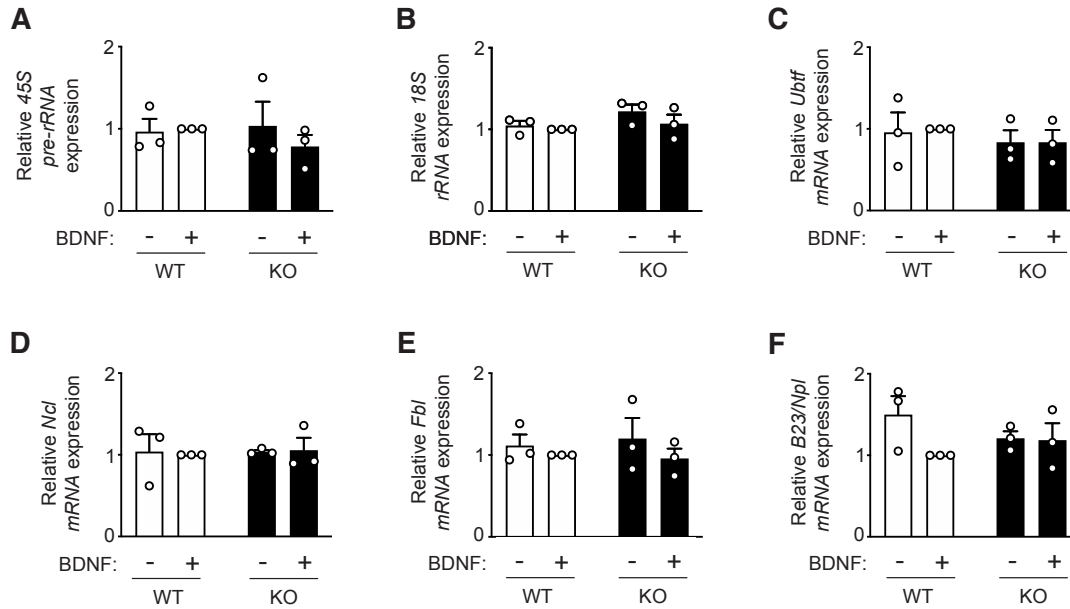 A
Relative 45S
pre-rRNA
expression
2
1
0
BDNF: - + - +
WT KO
B
Relative 18S
rRNA expression
2
1
0
BDNF: - + - +
WT KO
C
Relative Ubtf
mRNA expression
2
1
0
BDNF: - + - +
WT KO
D
Relative Ncl
mRNA expression
2
1
0
BDNF: - + - +
WT KO
E
Relative Fbl
mRNA expression
2
1
0
BDNF: - + - +
WT KO
F
Relative B23/Npl
mRNA expression
2
1
0
BDNF: - + - +
WT KO